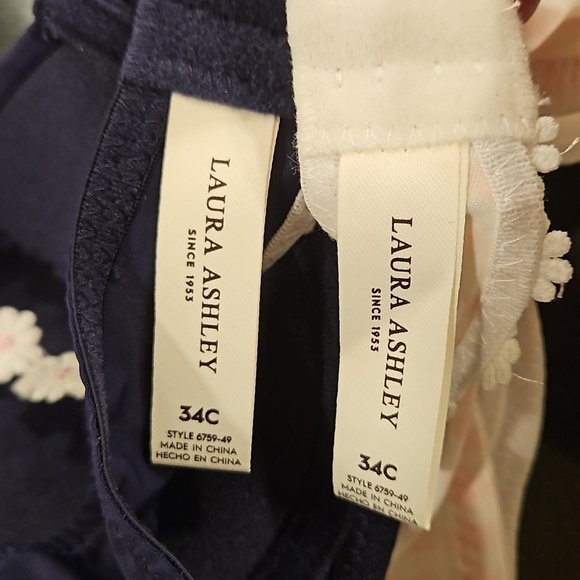 LAURA ASHLEY
SINCE 1953
34C
STYLE 6759-49
MADE IN CHINA
HECHO EN CHINA
LAURA ASHLEY
SINCE 1953
34C
STYLE 6759-49
MADE IN CHINA
HECHO EN CHINA